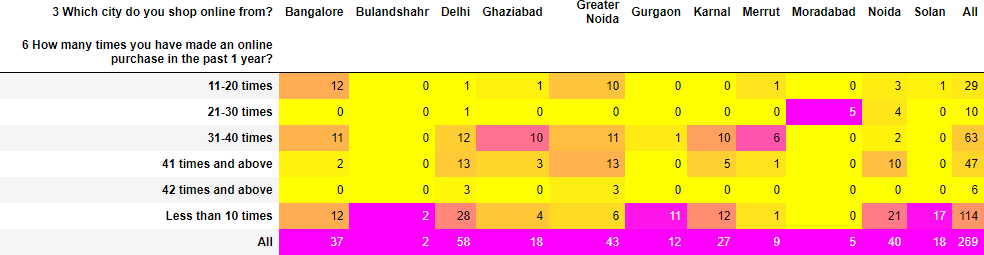 3 Which city do you shop online from? Bangalore Bulandshahr Delhi Ghaziabad Greater Noida Gurgaon Karnal Merrut Moradabad Noida Solan All
6 How many times you have made an online
purchase in the past 1 year?
11-20 times 12 0 1 1 10 0 0 1 0 3 1 29
21-30 times 0 0 1 0 0 0 0 0 5 4 0 10
31-40 times 11 0 12 10 11 1 10 6 0 2 0 63
41 times and above 2 0 13 3 13 0 5 1 0 10 0 47
42 times and above 0 0 3 0 3 0 0 0 0 0 0 6
Less than 10 times 12 2 28 4 6 11 12 1 0 21 17 114
All 37 2 58 18 43 12 27 9 5 40 18 269